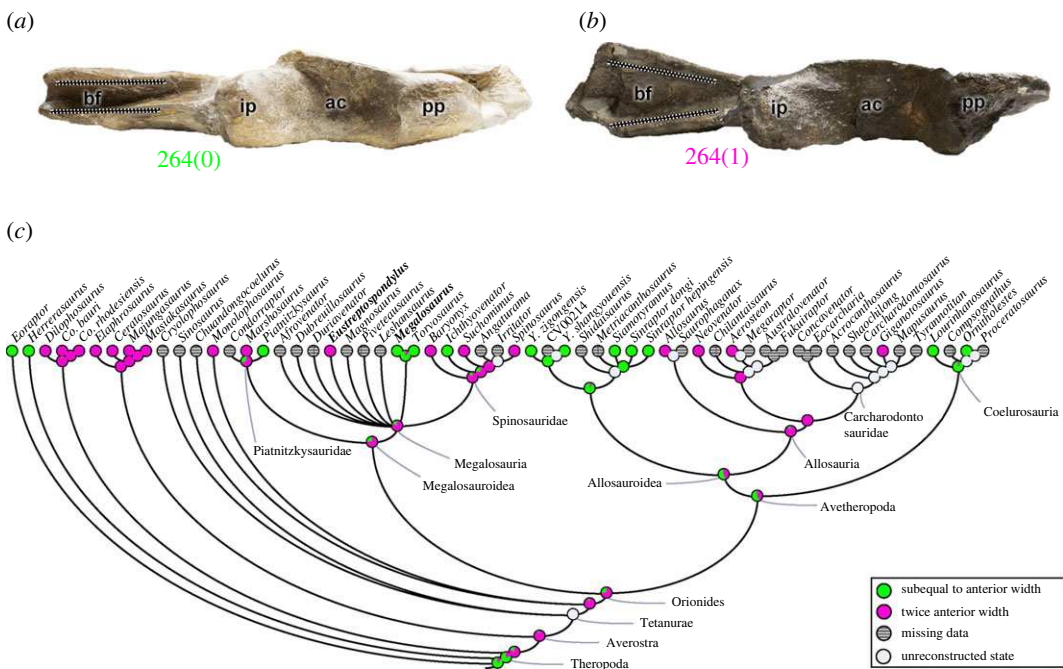 (a)
(b)
bf
ip
ac
pp
264(0)
bf
ip
ac
pp
264(1)
(c)
Eoraptor
Herrerasaurus
Dilophosaurus
Co. bauri
Co. rhodesiensis
Elaphrosaurus
Ceratosaurus
Majungasaurus
Masiakasaurus
Cryolophosaurus
Sinosaurus
Chuandongocoelurus
Monolophosaurus
Condorraptor
Marshosaurus
Piatnitzkysaurus
Afrovenator
Dubreuillosaurus
Duriavenator
Eustreptospondylus
Magnosaurus
Piveteausaurus
Leshansaurus
Megalosaurus
Torvosaurus
Baryonyx
Ichthyovenator
Suchomimus
Angaturama
Irritator
Spinosaurus
Y. zigongensis
CV00214
Y. shangyouensis
Shidaisaurus
Metriacanthosaurus
Siamotyrannus
Sinraptor dongi
Sinraptor hepingensis
Allosaurus
Saurophaganax
Neovenator
Chilantaisaurus
Aerosteon
Megaraptor
Australovenator
Fukuiraptor
Concavenator
Eocarcharia
Acrocanthosaurus
Shaochilong
Carcharodontosaurus
Giganotosaurus
Mapusaurus
Tyrannotitan
Lourinhanosaurus
Compsognathus
Ornitholestes
Proceratosaurus
Spinosauridae
Piatnitzkysauridae
Megalosauria
Megalosauroidea
Carcharodonto
sauridae
Coelurosauria
Allosauria
Allosauroidea
Avetheropoda
Orionides
Tetanurae
Averostra
Theropoda
subequal to anterior width
twice anterior width
missing data
unreconstructed state